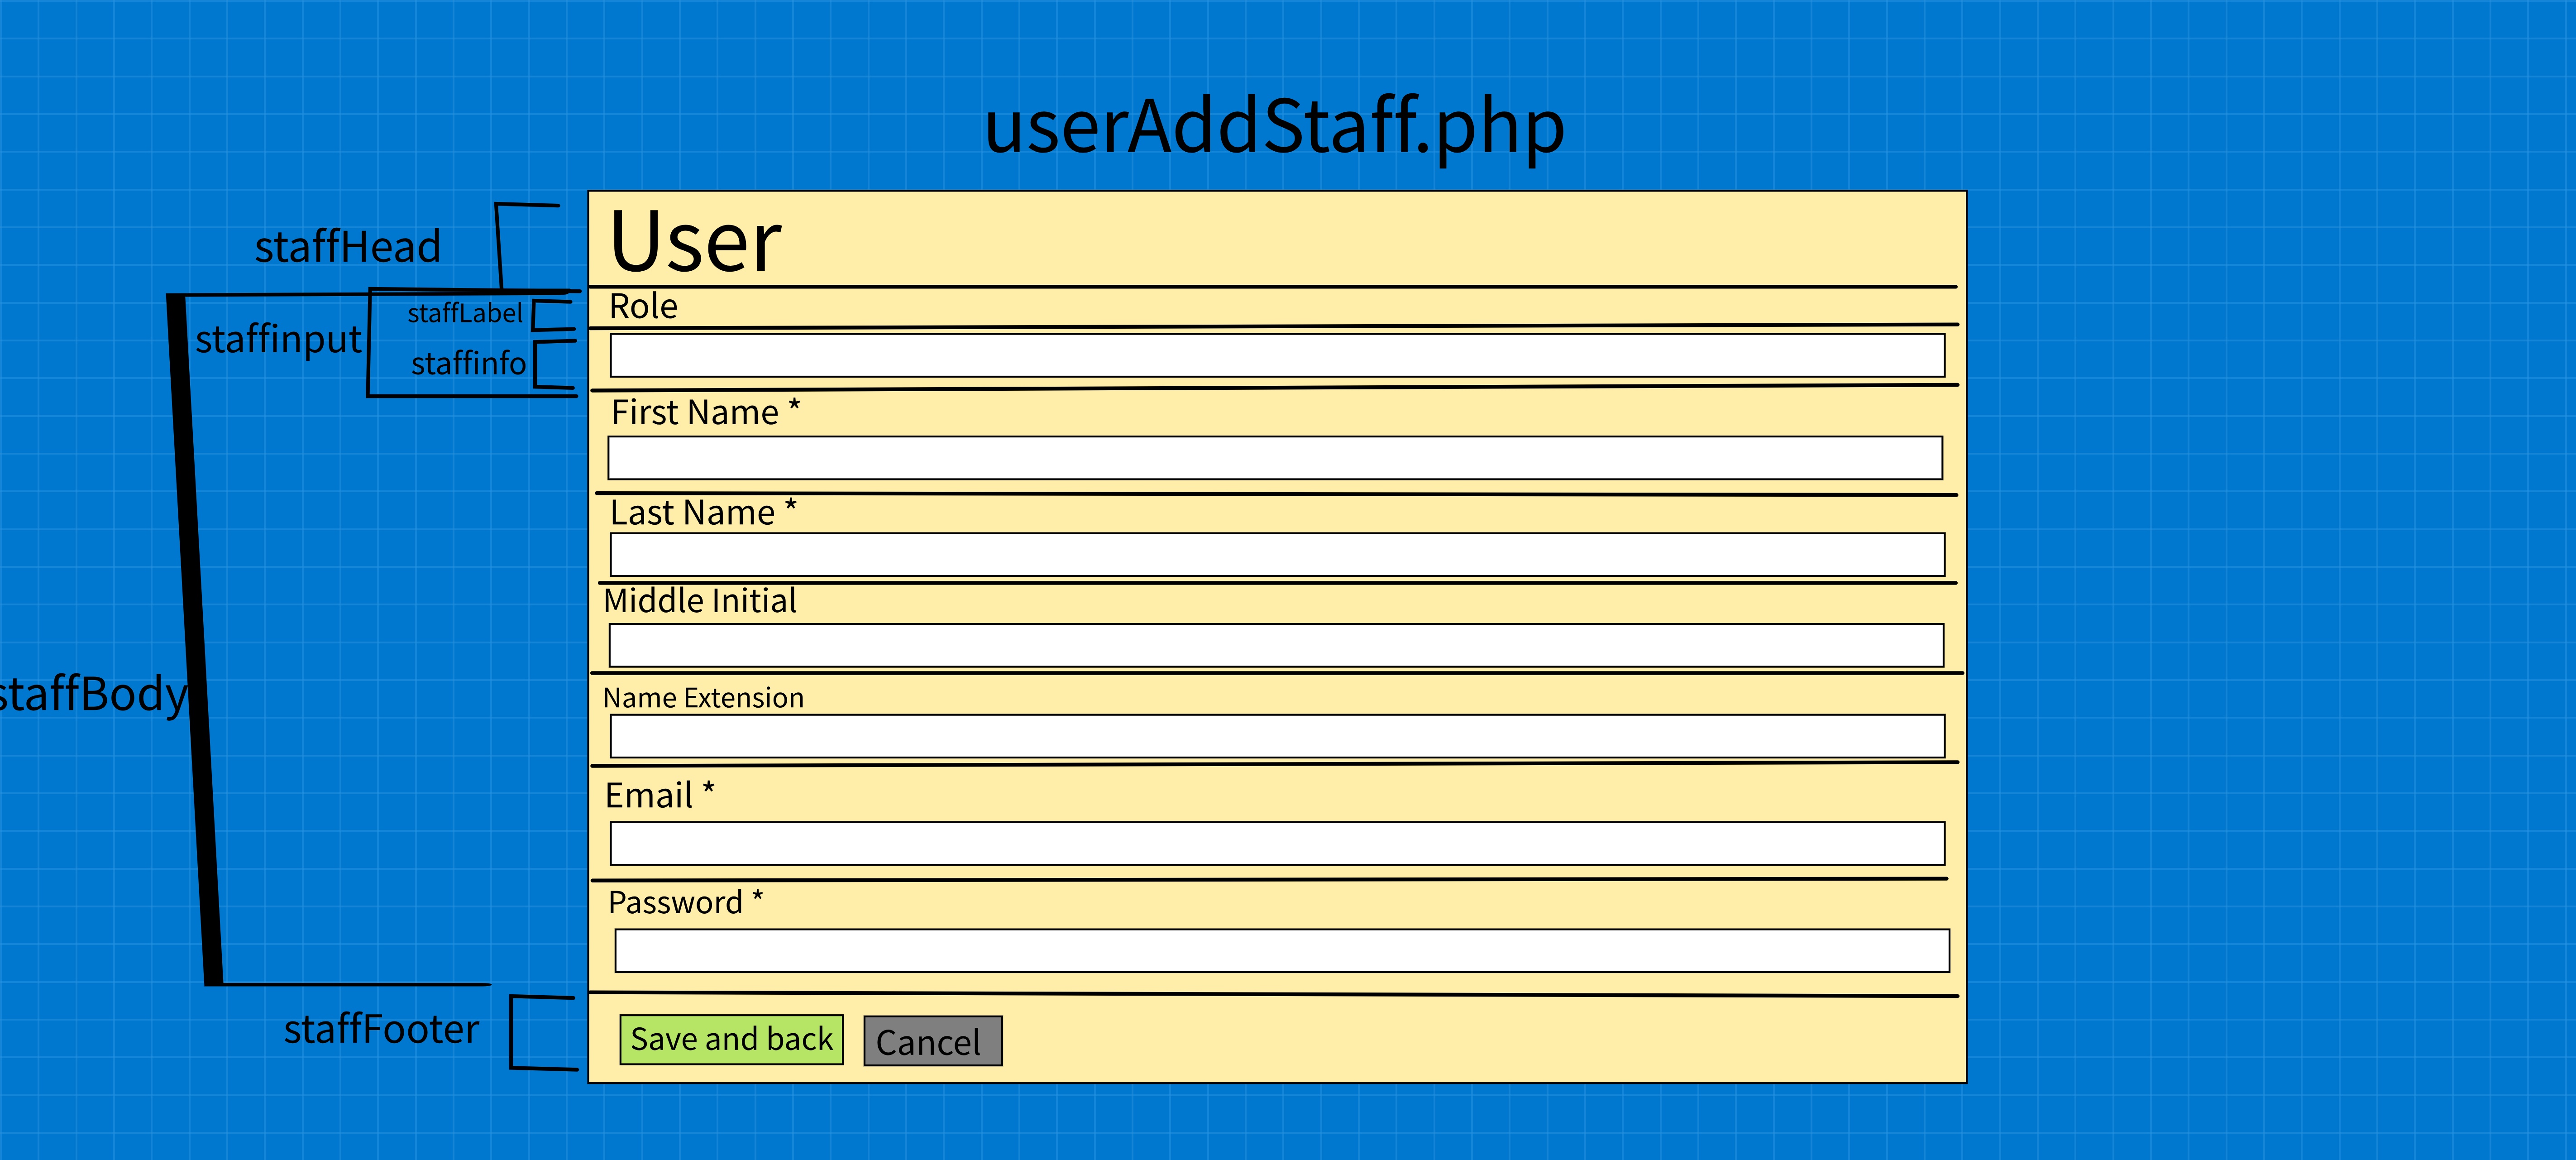 userAddStaff.php
staffHead
User
staffLabel
Role
staffinput
staffinfo
First Name *
Last Name *
Middle Initial
staffBody
Name Extension
Email *
Password *
staffFooter
Save and back
Cancel